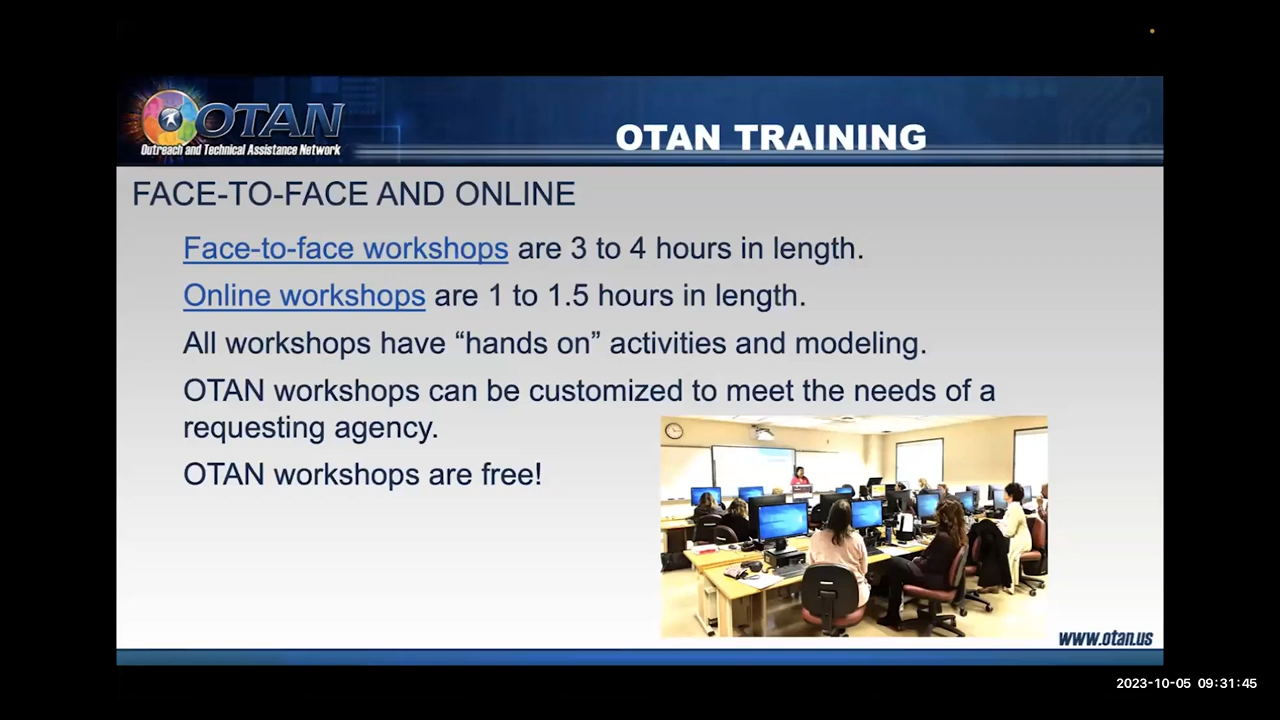 OTAN
Outreach and Technical Assistance Network
OTAN TRAINING
FACE-TO-FACE AND ONLINE
Face-to-face workshops are 3 to 4 hours in length.
Online workshops are 1 to 1.5 hours in length.
All workshops have “hands on” activities and modeling.
OTAN workshops can be customized to meet the needs of a
requesting agency.
OTAN workshops are free!
www.otan.us
2023-10-05 09:31:45